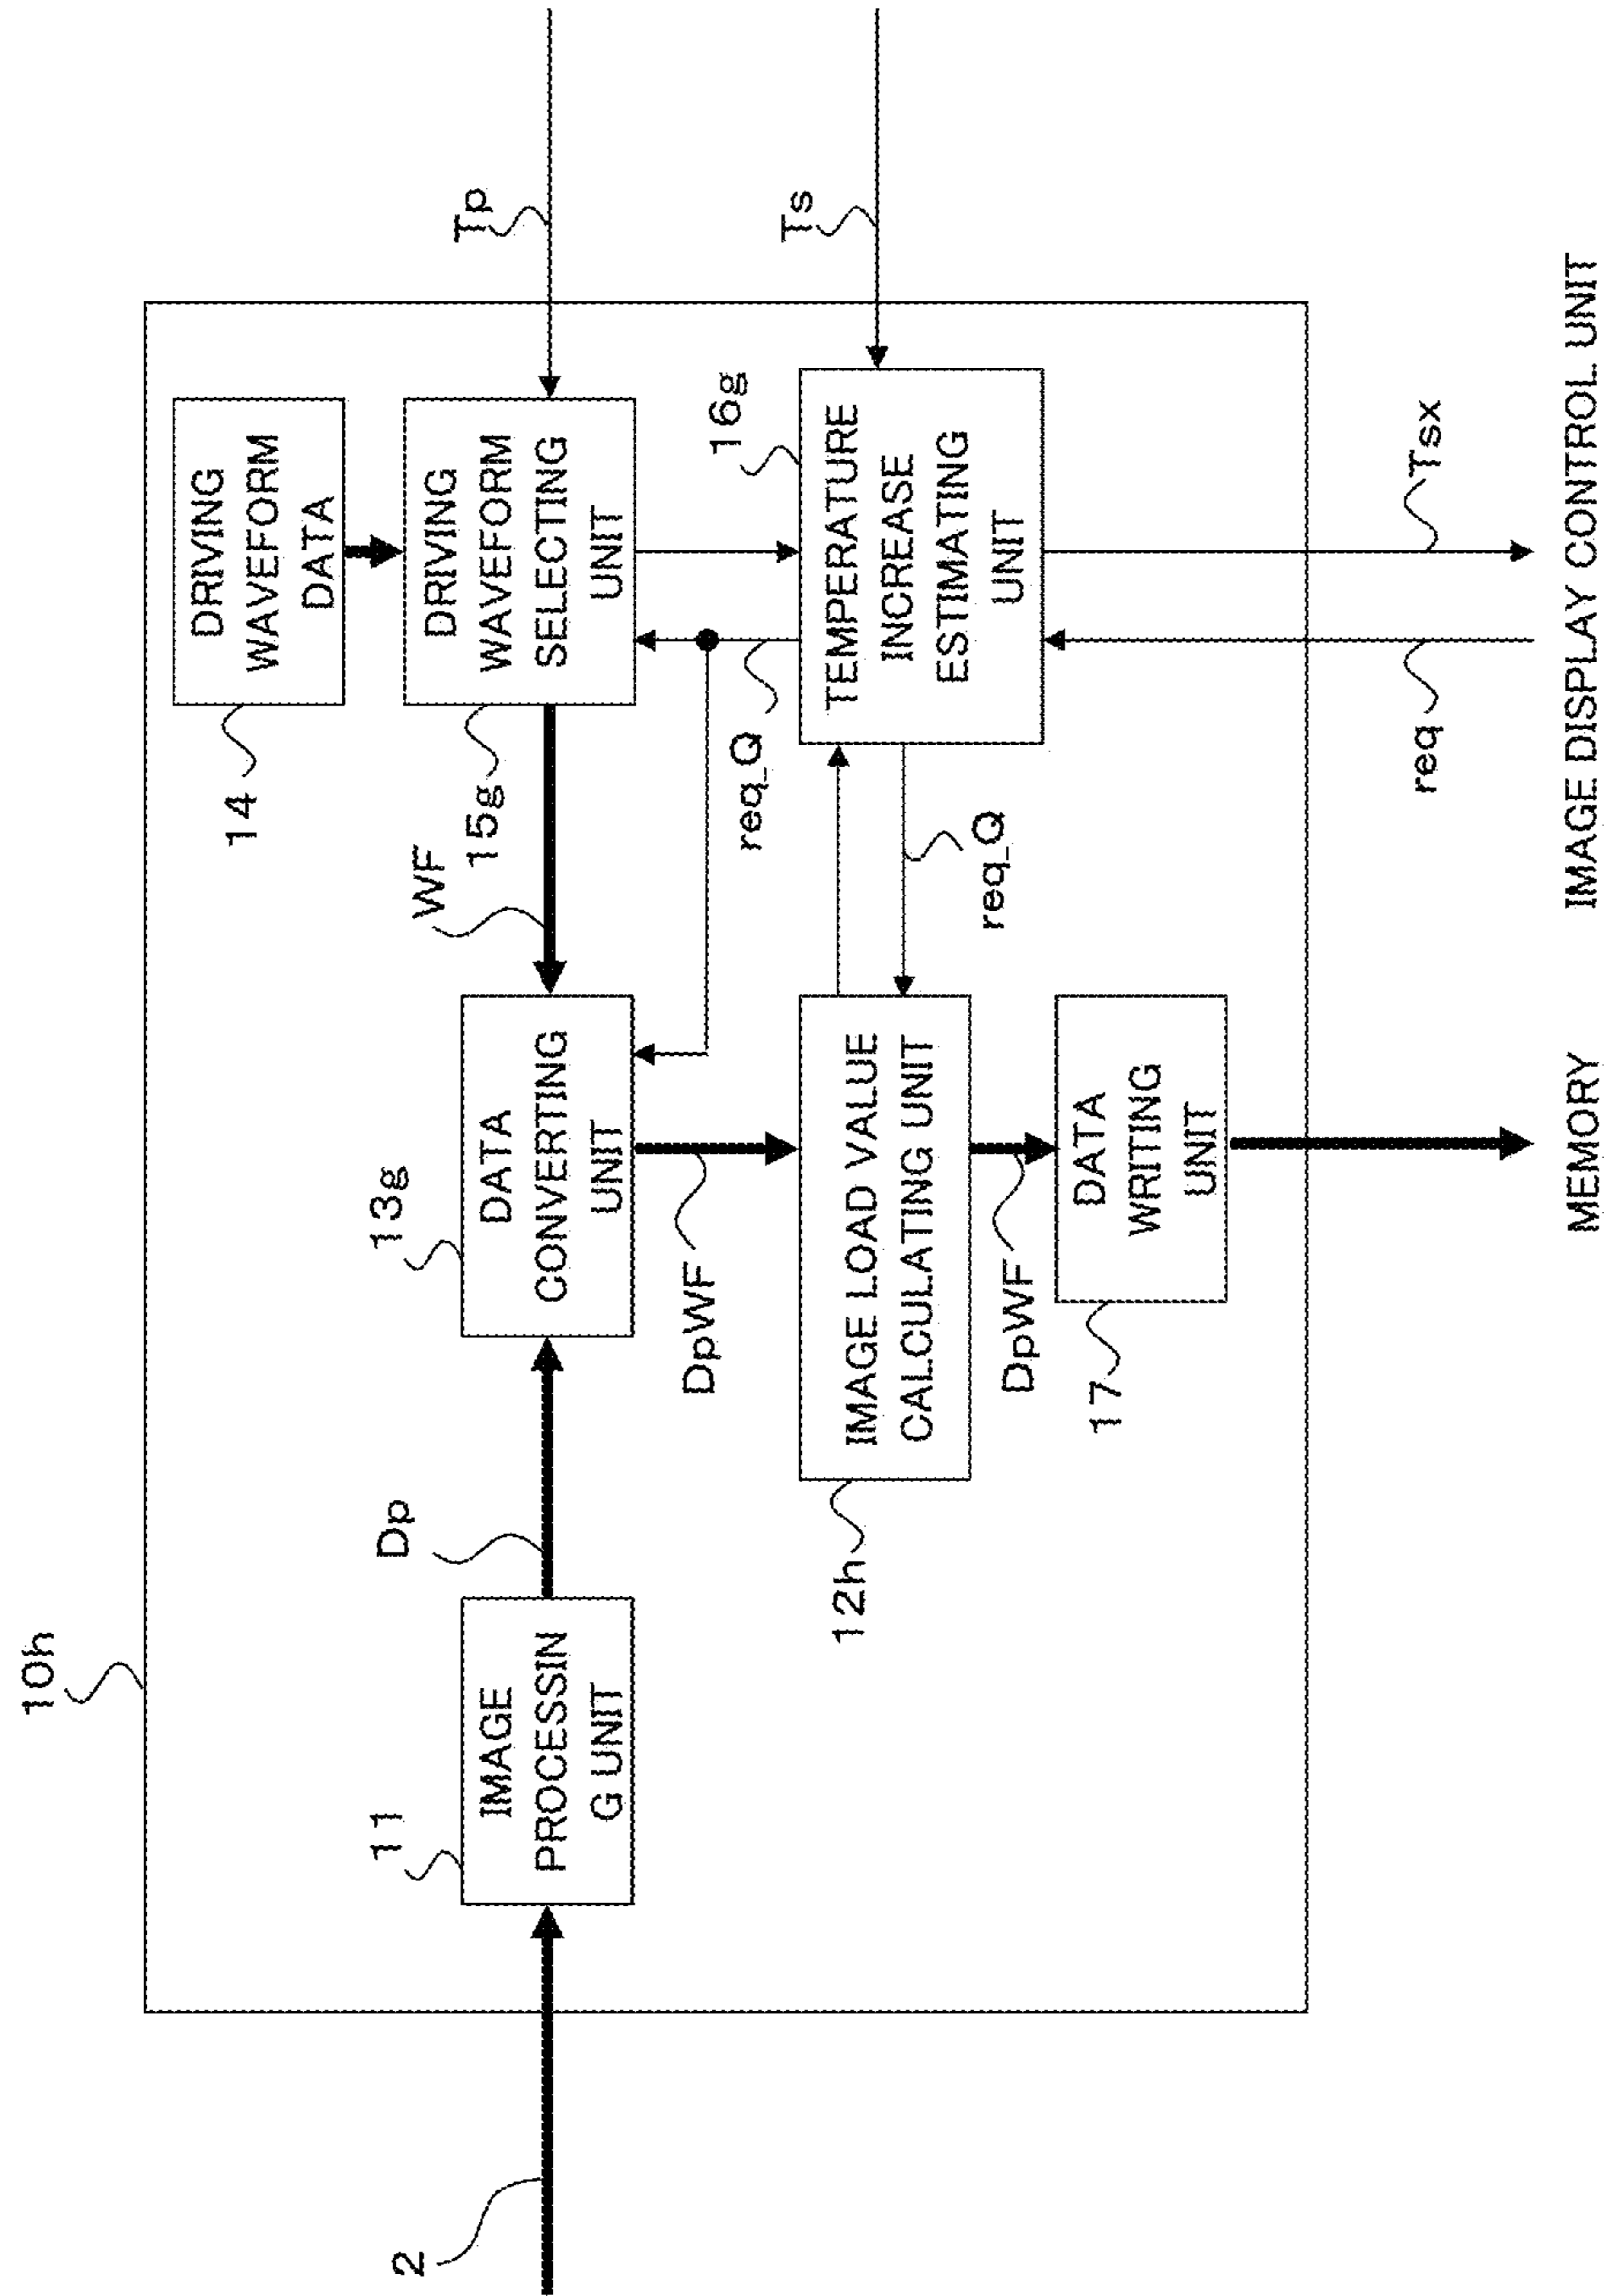 10h
2
11
IMAGE
PROCESSIN
G UNIT
Dp
13g
DATA
CONVERTING
UNIT
WF
14
DRIVING
WAVEFORM
DATA
15g
DRIVING
WAVEFORM
SELECTING
UNIT
Tp
DpWF
req_Q
16g
TEMPERATURE
INCREASE
ESTIMATING
UNIT
Ts
12h
IMAGE LOAD VALUE
CALCULATING UNIT
req_Q
DpWF
17
DATA
WRITING
UNIT
req
Tsx
MEMORY
IMAGE DISPLAY CONTROL UNIT